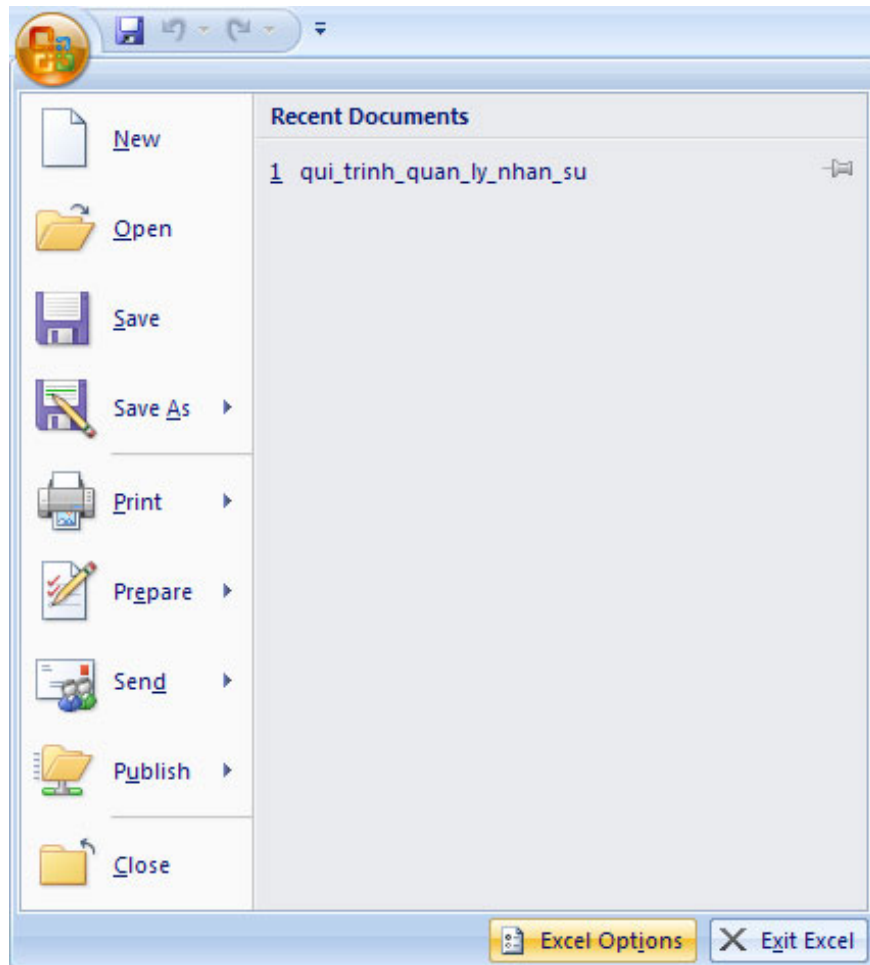 New
Open
Save
Save As
Print
Prepare
Send
Publish
Close
Recent Documents
1 qui_trinh_quan_ly_nhan_su
Excel Options
Exit Excel